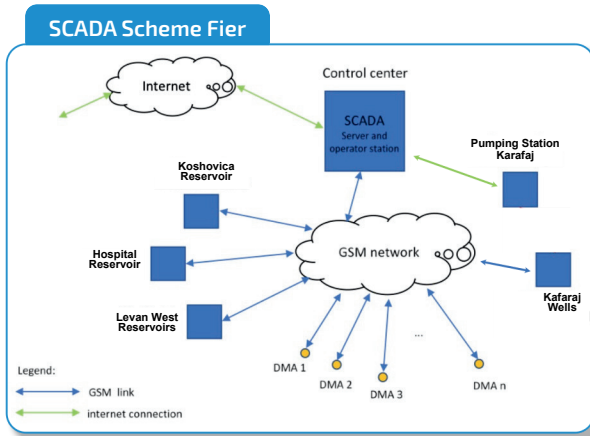 SCADA Scheme Fier
Internet
Control center
SCADA
Server and
operator station
Pumping Station
Karafaj
Koshovica
Reservoir
Hospital
Reservoir
GSM network
Levan West
Reservoirs
Kafaraj
Wells
...
DMA 1
DMA 2
DMA 3
DMA n
Legend:
GSM link
internet connection